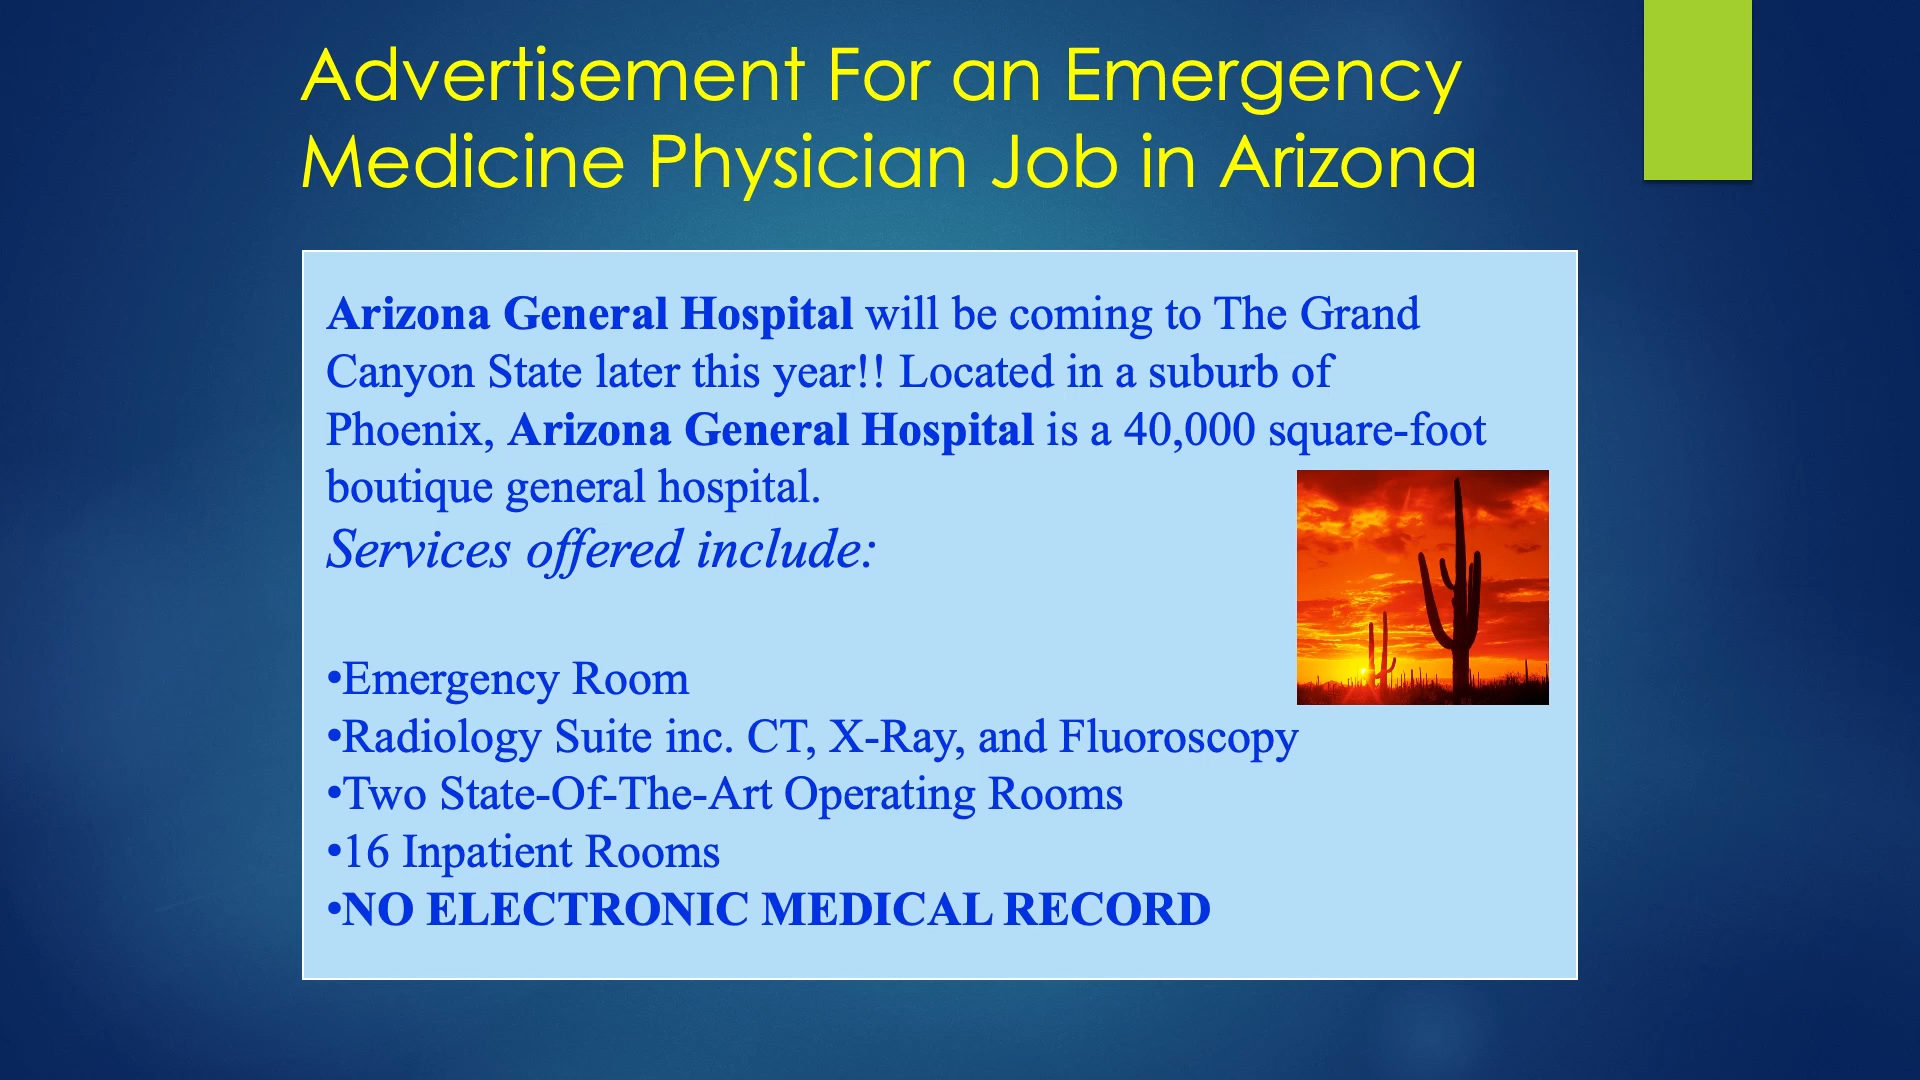 Advertisement For an Emergency
Medicine Physician Job in Arizona
Arizona General Hospital will be coming to The Grand
Canyon State later this year!! Located in a suburb of
Phoenix, Arizona General Hospital is a 40,000 square-foot
boutique general hospital.
Services offered include:
•Emergency Room
•Radiology Suite inc. CT, X-Ray, and Fluoroscopy
•Two State-Of-The-Art Operating Rooms
•16 Inpatient Rooms
•NO ELECTRONIC MEDICAL RECORD